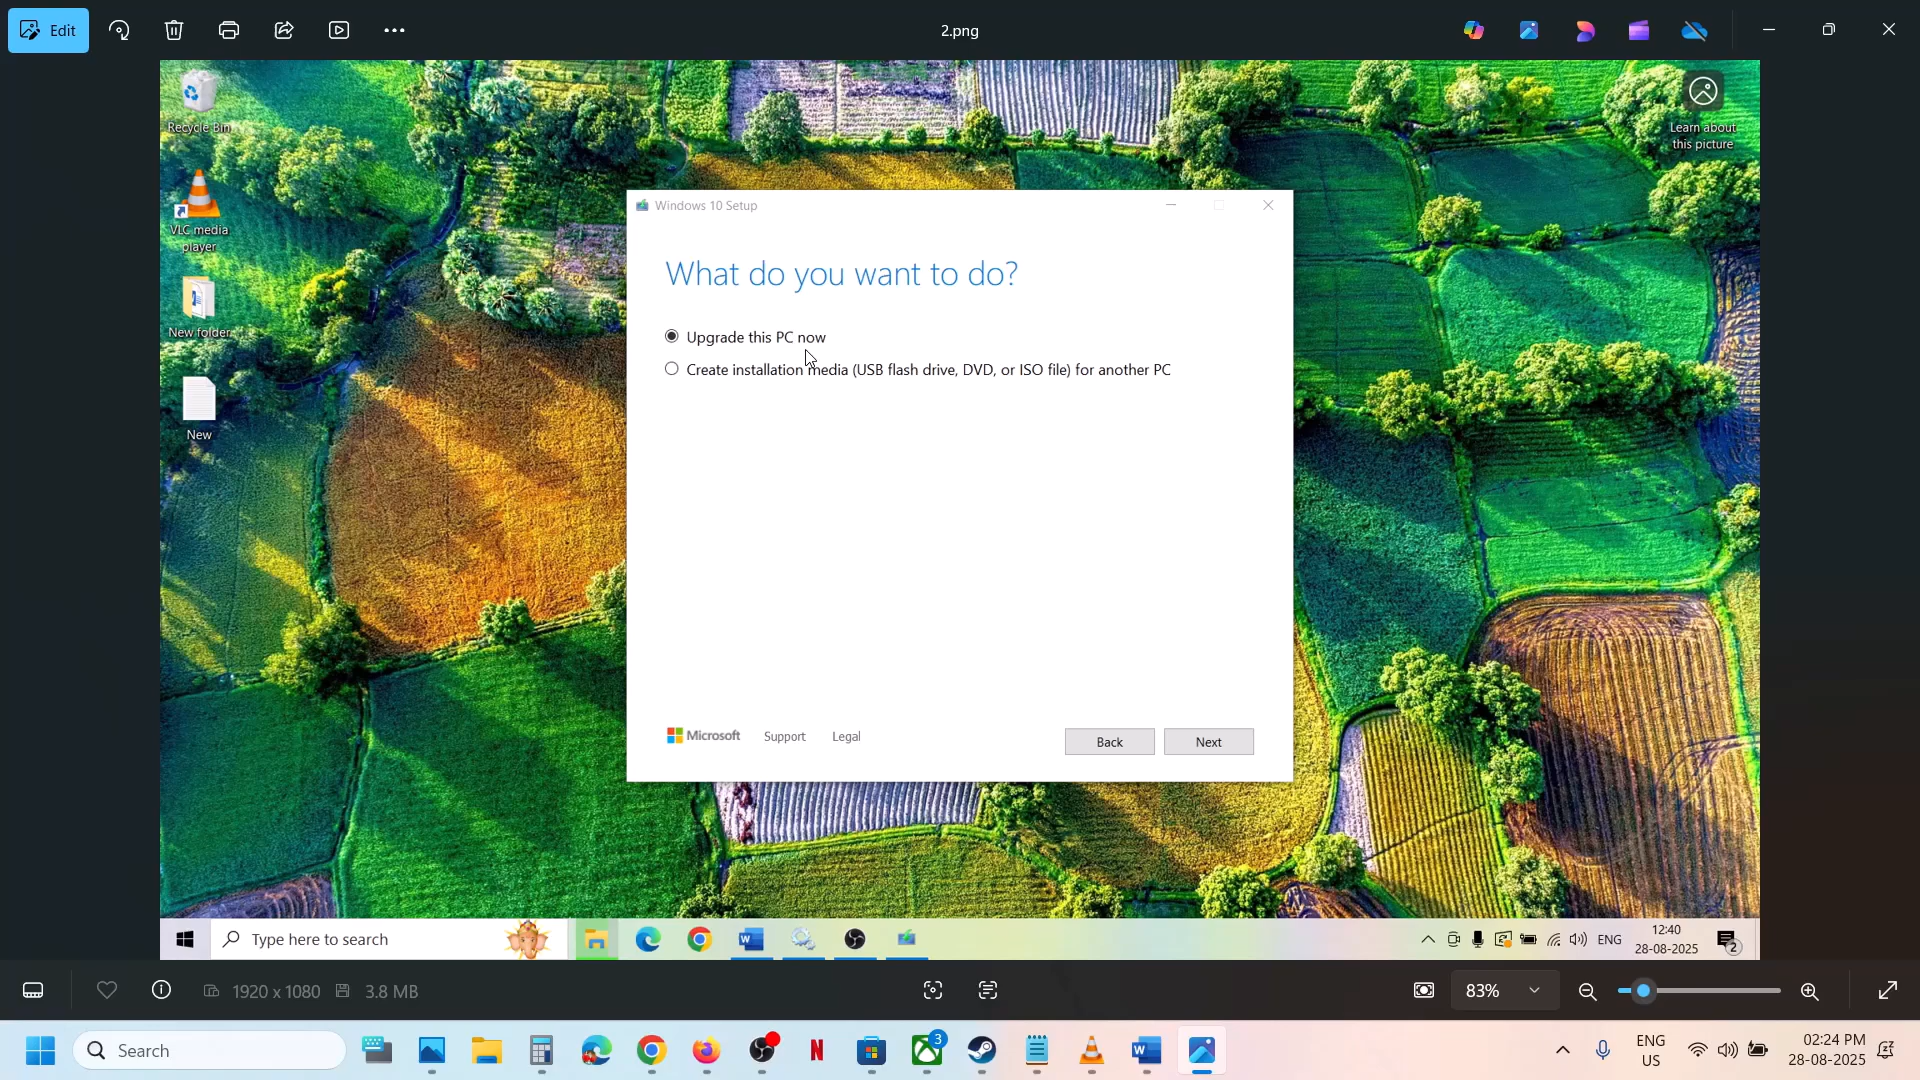 Edit
2.png
Recycle Bin
Learn about
this picture
VLC media
player
New folder
New
Windows 10 Setup
What do you want to do?
Upgrade this PC now
Create installation media (USB flash drive, DVD, or ISO file) for another PC
Microsoft
Support
Legal
Back
Next
Type here to search
ENG
12:40
28-08-2025
2
1920 x 1080
3.8 MB
83%
Search
3
ENG
US
02:24 PM
28-08-2025